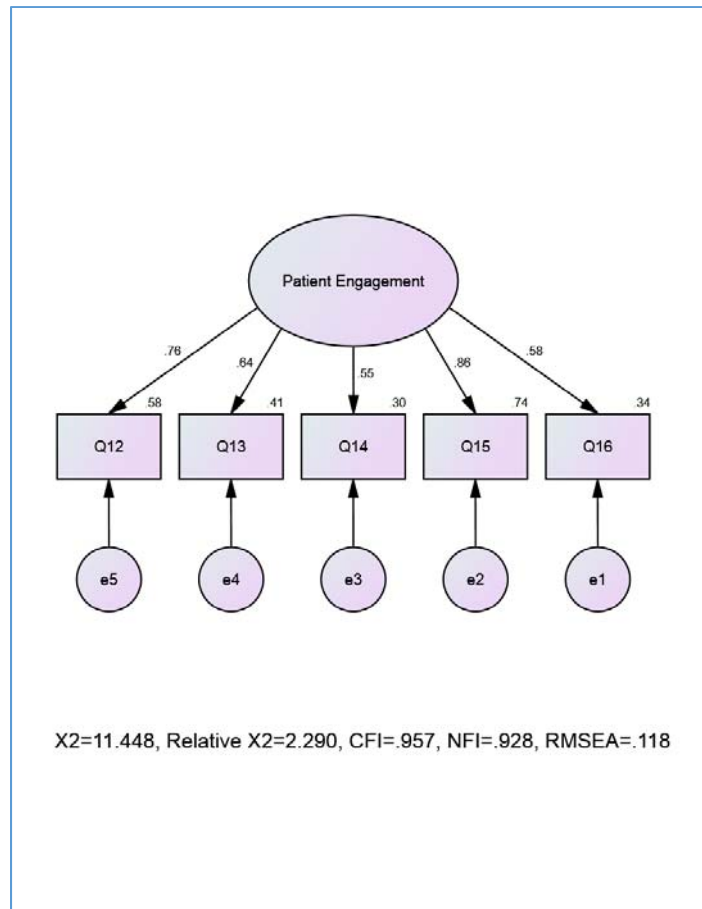 Patient Engagement
.76 .64 .55 .86 .58
.58 .41 .30 .74 .34
Q12 Q13 Q14 Q15 Q16
e5 e4 e3 e2 e1
X2=11.448, Relative X2=2.290, CFI=.957, NFI=.928, RMSEA=.118